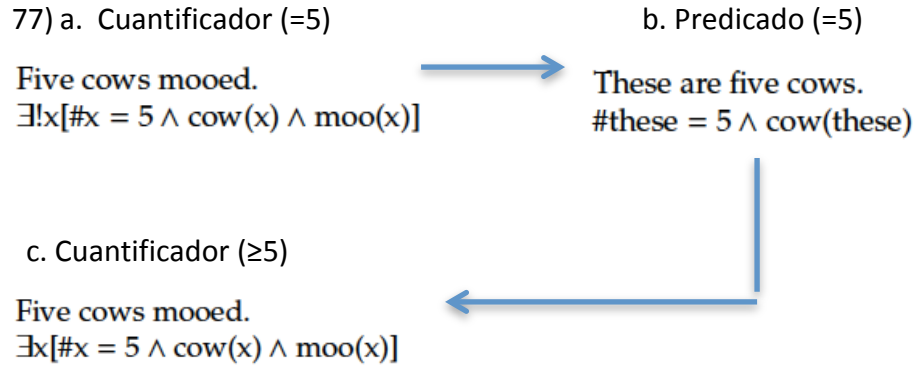 77) a. Cuantificador (=5)
b. Predicado (=5)
Five cows mooed.
∃!x[#x = 5 ∧ cow(x) ∧ moo(x)]
These are five cows.
#these = 5 ∧ cow(these)
c. Cuantificador (≥5)
Five cows mooed.
∃x[#x = 5 ∧ cow(x) ∧ moo(x)]